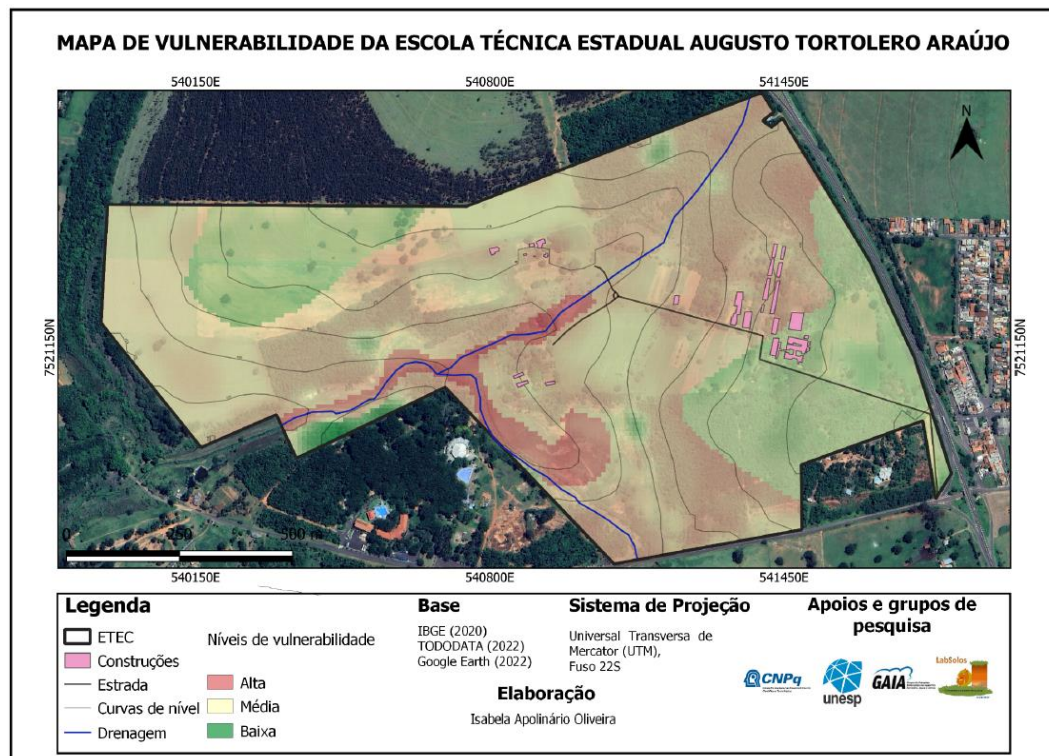 MAPA DE VULNERABILIDADE DA ESCOLA TÉCNICA ESTADUAL AUGUSTO TORTOLERO ARAÚJO
540150E 540800E 541450E
N
7521150N
7521150N
0 250 500 m
540150E 540800E 541450E
Legenda
ETEC
Construções
Estrada
Curvas de nível
Drenagem
Níveis de vulnerabilidade
Alta
Média
Baixa
Base
IBGE (2020)
TODODATA (2022)
Google Earth (2022)
Sistema de Projeção
Universal Transversa de
Mercator (UTM),
Fuso 22S
Elaboração
Isabela Apolinário Oliveira
Apoios e grupos de
pesquisa
CNPq
unesp
GAIA
LabSolos